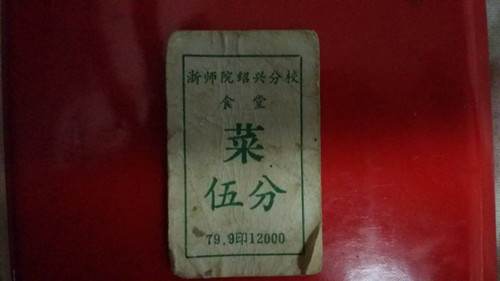 浙师院绍兴分校
食堂
菜
伍分
79.9印12000